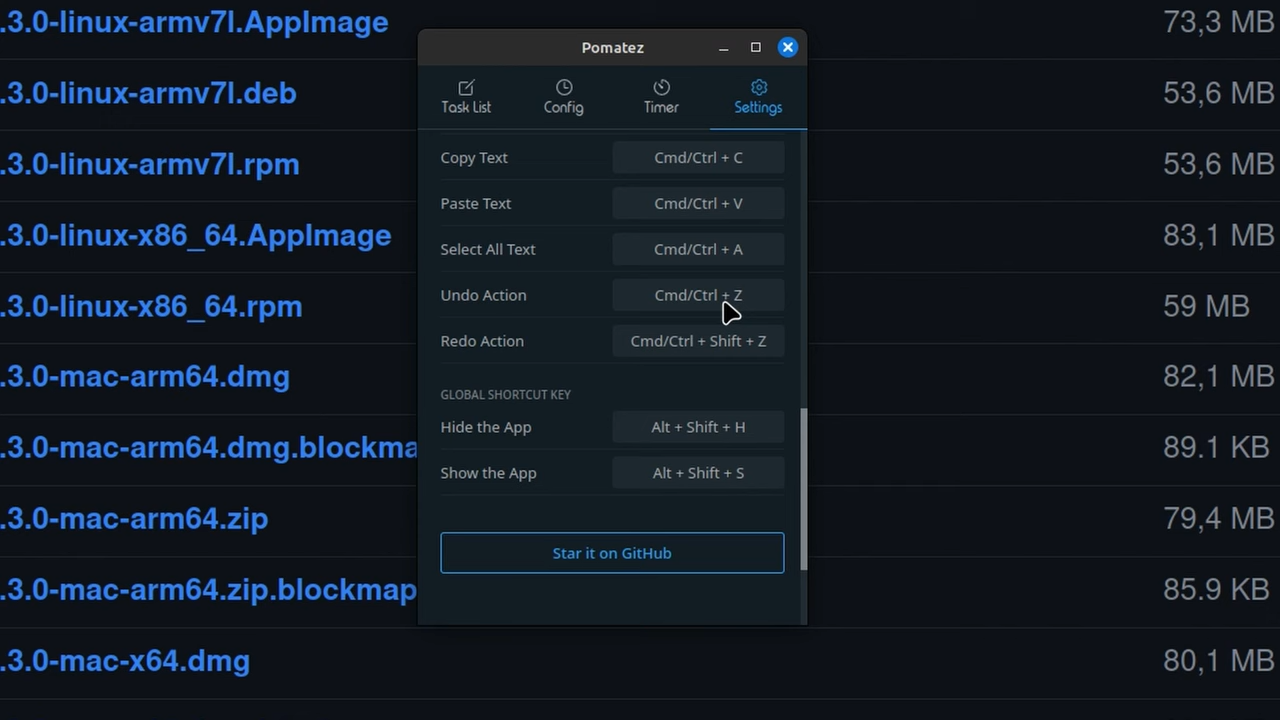 .3.0-linux-armv7l.AppImage 73,3 MB
.3.0-linux-armv7l.deb 53,6 MB
.3.0-linux-armv7l.rpm 53,6 MB
.3.0-linux-x86_64.AppImage 83,1 MB
.3.0-linux-x86_64.rpm 59 MB
.3.0-mac-arm64.dmg 82,1 MB
.3.0-mac-arm64.dmg.blockma 89.1 KB
.3.0-mac-arm64.zip 79,4 MB
.3.0-mac-arm64.zip.blockmap 85.9 KB
.3.0-mac-x64.dmg 80,1 MB
Pomatez
Task List Config Timer Settings
Copy Text Cmd/Ctrl + C
Paste Text Cmd/Ctrl + V
Select All Text Cmd/Ctrl + A
Undo Action Cmd/Ctrl + Z
Redo Action Cmd/Ctrl + Shift + Z
GLOBAL SHORTCUT KEY
Hide the App Alt + Shift + H
Show the App Alt + Shift + S
Star it on GitHub